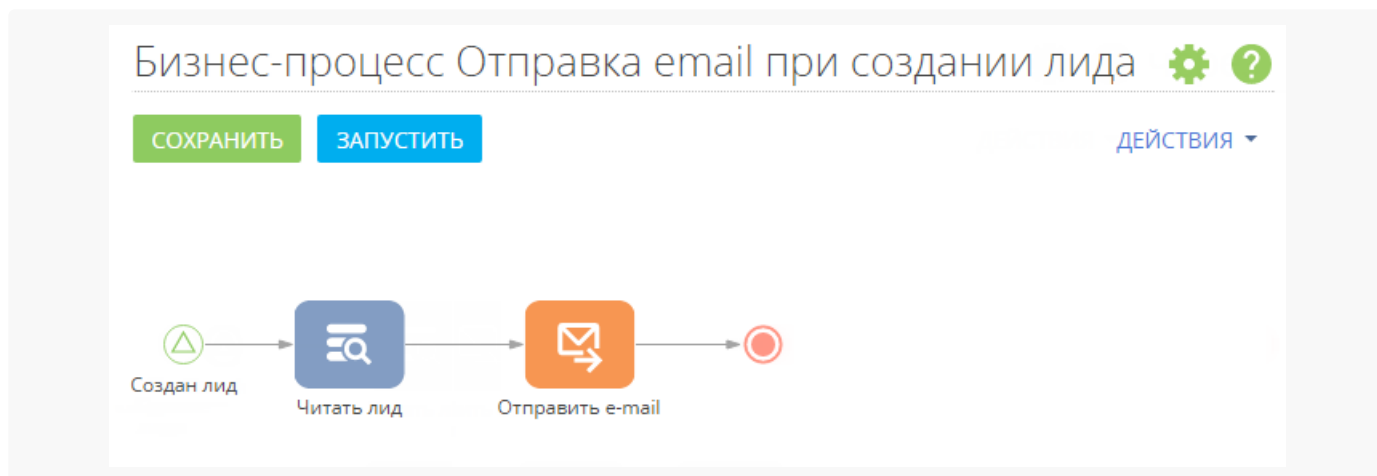 Бизнес-процесс Отправка email при создании лида ?
СОХРАНИТЬ ЗАПУСТИТЬ ДЕЙСТВИЯ
Создан лид
Читать лид Отправить e-mail